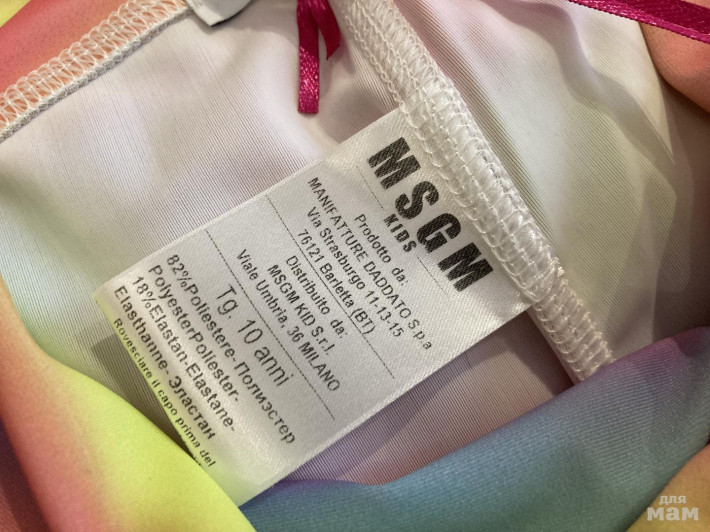 MSGM
KIDS
Prodotto da:
MANIFATTURE DADDATO S.p.a
Via Strasburgo 11-13-15
76121 Barletta (BT)
Distribuito da:
MSGM KID S.r.l.
Viale Umbria, 36 MILANO
Tg. 10 anni
82%Poliestere-Полиэстер
PolyesterPoliester-
18%Elastan-Elastane-
Elasthanne- Эластан
Rovesciare il capo prima del
для
мам